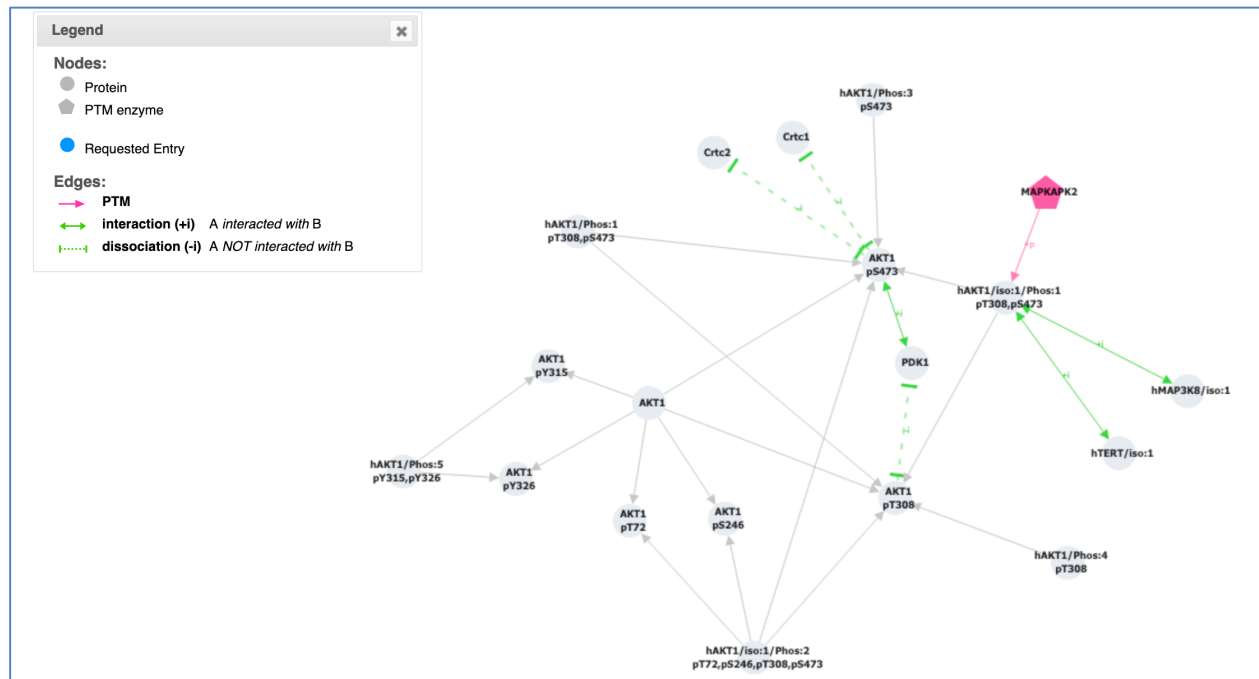 Legend
Nodes:
Protein
PTM enzyme
Requested Entry
Edges:
PTM
interaction (+i) A interacted with B
dissociation (-i) A NOT interacted with B
hAKT1/Phos:3
pS473
Crtc1
Crtc2
MAPKAPK2
+p
-i
-i
hAKT1/Phos:1
pT308,pS473
AKT1
pS473
hAKT1/iso:1/Phos:1
pT308,pS473
+i
+i
+i
PDK1
AKT1
pY315
hMAP3K8/iso:1
AKT1
-i
hTERT/iso:1
hAKT1/Phos:5
pY315,pY326
AKT1
pY326
AKT1
pT308
AKT1
pT72
AKT1
pS246
hAKT1/Phos:4
pT308
hAKT1/iso:1/Phos:2
pT72,pS246,pT308,pS473